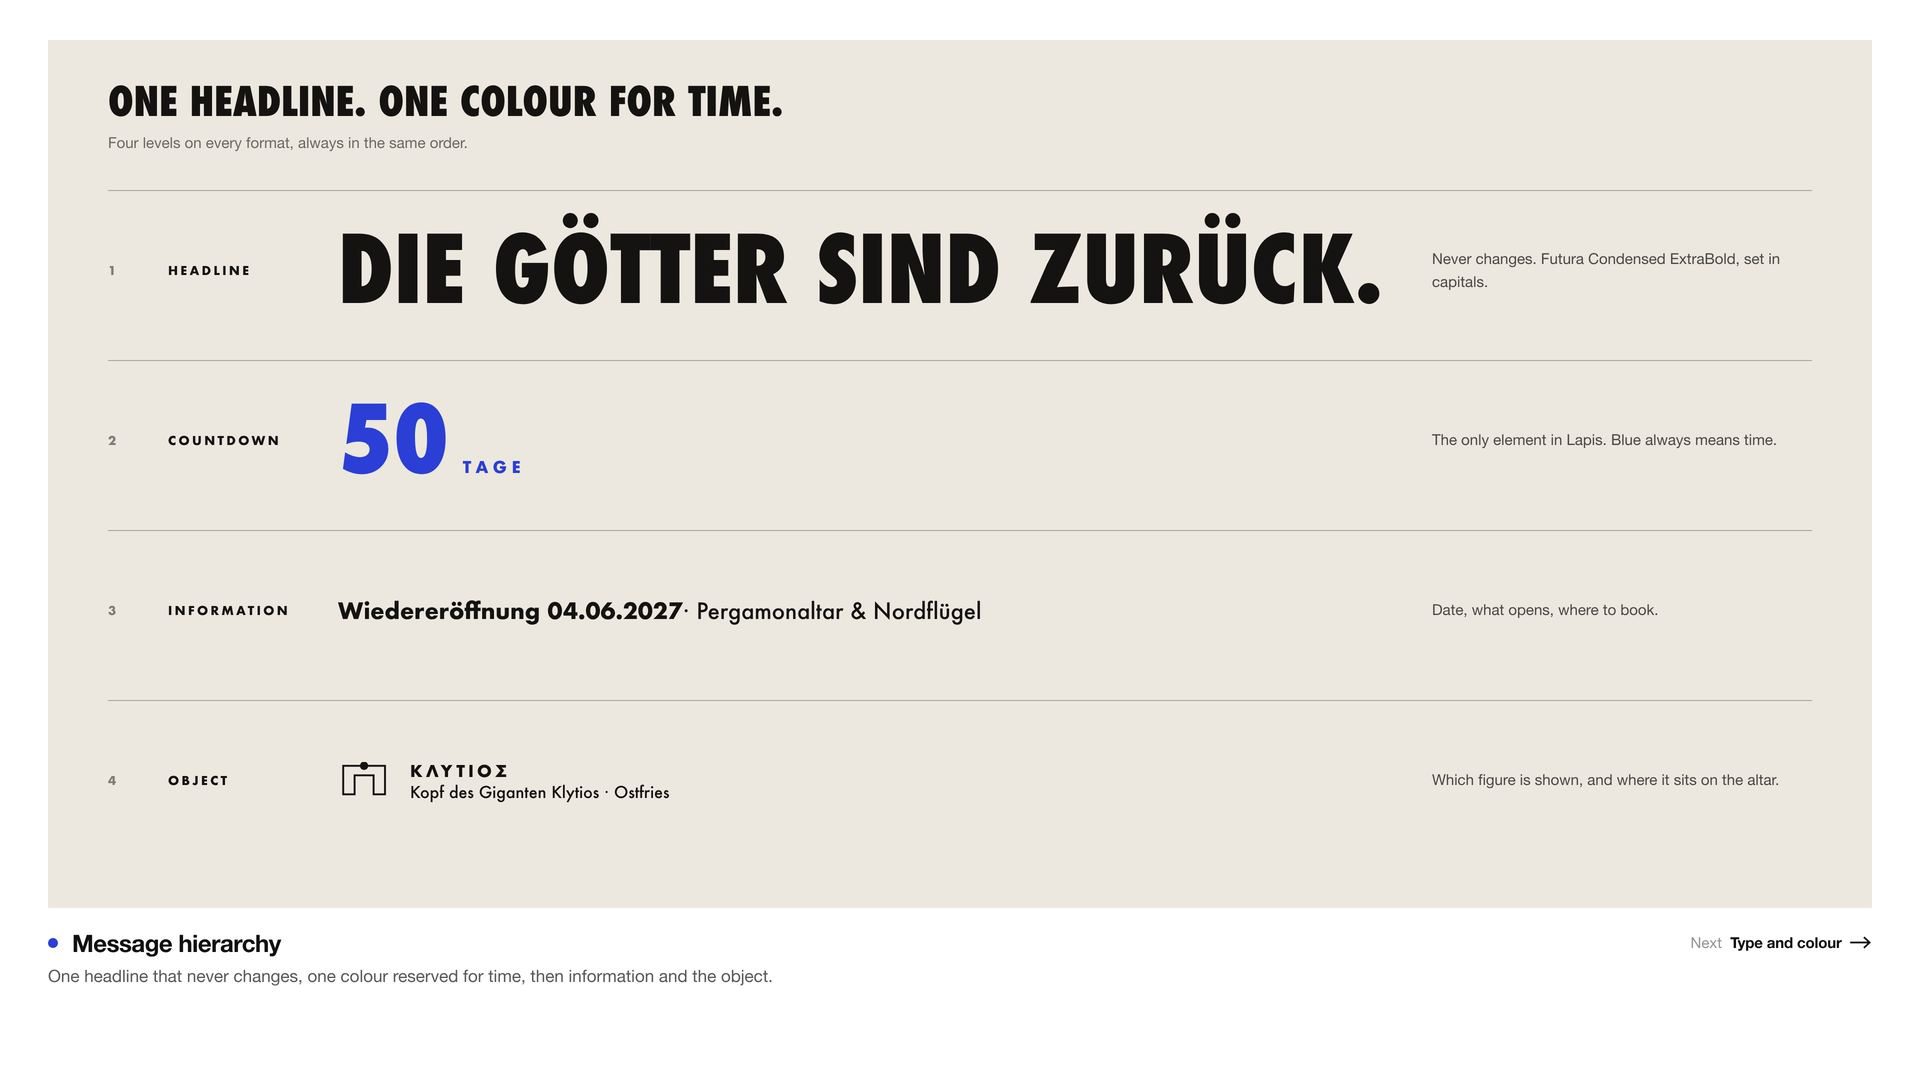 ONE HEADLINE. ONE COLOUR FOR TIME.
Four levels on every format, always in the same order.
1 HEADLINE DIE GÖTTER SIND ZURÜCK. Never changes. Futura Condensed ExtraBold, set in
capitals.
2 COUNTDOWN 50 TAGE The only element in Lapis. Blue always means time.
3 INFORMATION Wiedereröffnung 04.06.2027· Pergamonaltar & Nordflügel Date, what opens, where to book.
4 OBJECT ΚΛΥΤΙΟΣ
Kopf des Giganten Klytios · Ostfries
Which figure is shown, and where it sits on the altar.
Message hierarchy
One headline that never changes, one colour reserved for time, then information and the object.
Next Type and colour →